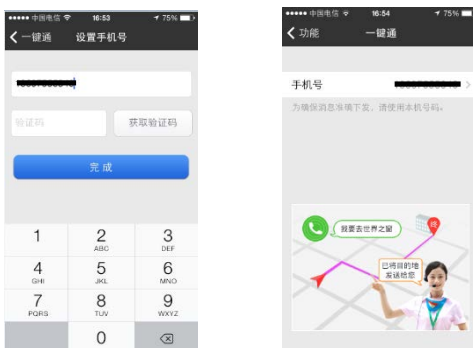 中国电信 16:53 75%
一键通 设置手机号
验证码 获取验证码
完成
1 2 3
ABC DEF
4 5 6
GHI JKL MNO
7 8 9
PQRS TUV WXYZ
0
中国电信 16:54 75%
功能 一键通
手机号
为确保消息准确下发，请使用本机号码。
我要去世界之窗
终
已将目的地
发送给您